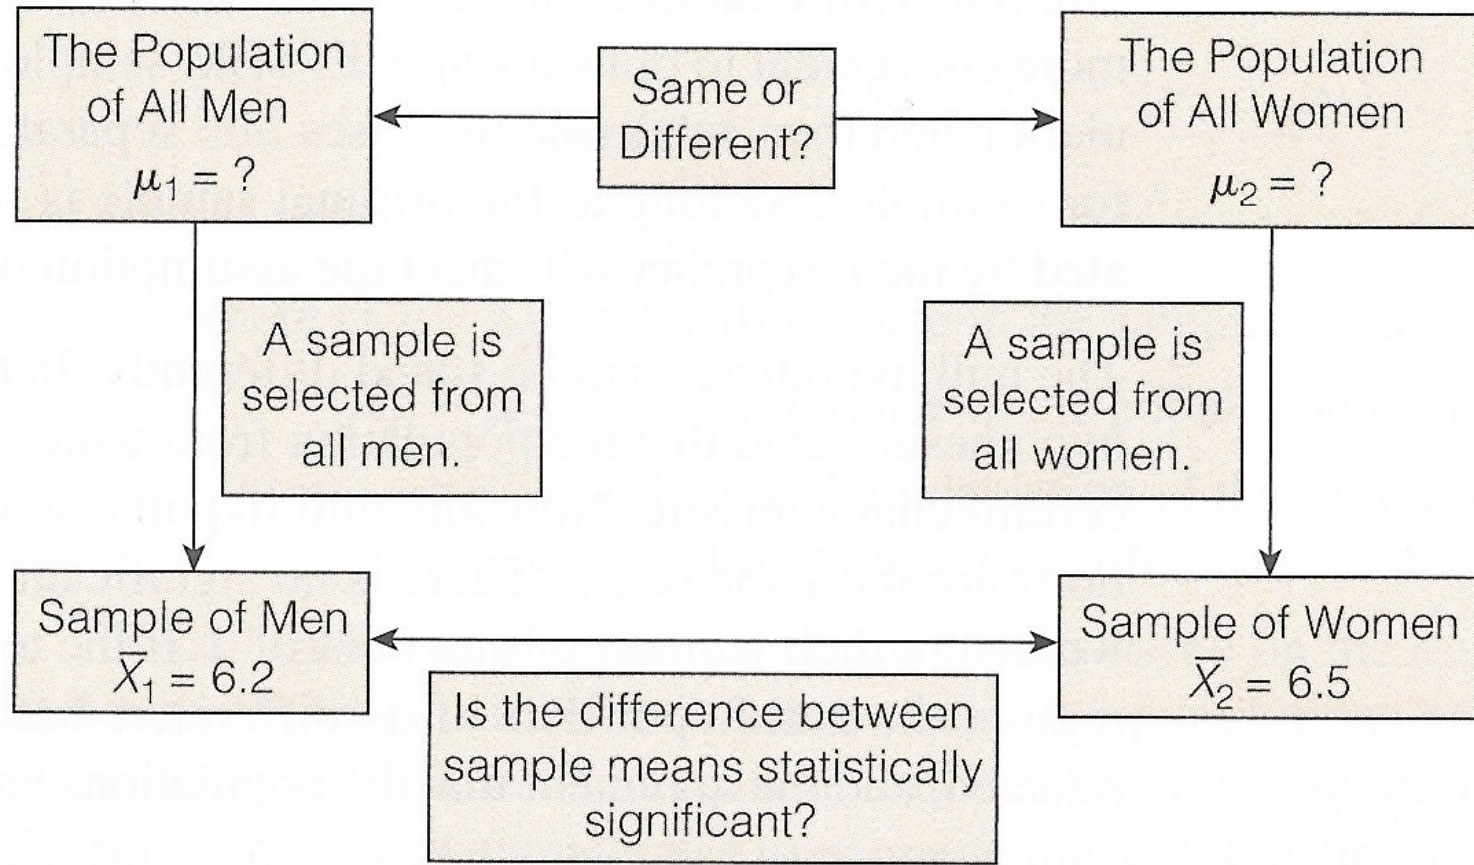 The Population
of All Men
μ₁ = ?
Same or
Different?
The Population
of All Women
μ₂ = ?
A sample is
selected from
all men.
A sample is
selected from
all women.
Sample of Men
X̄₁ = 6.2
Sample of Women
X̄₂ = 6.5
Is the difference between
sample means statistically
significant?